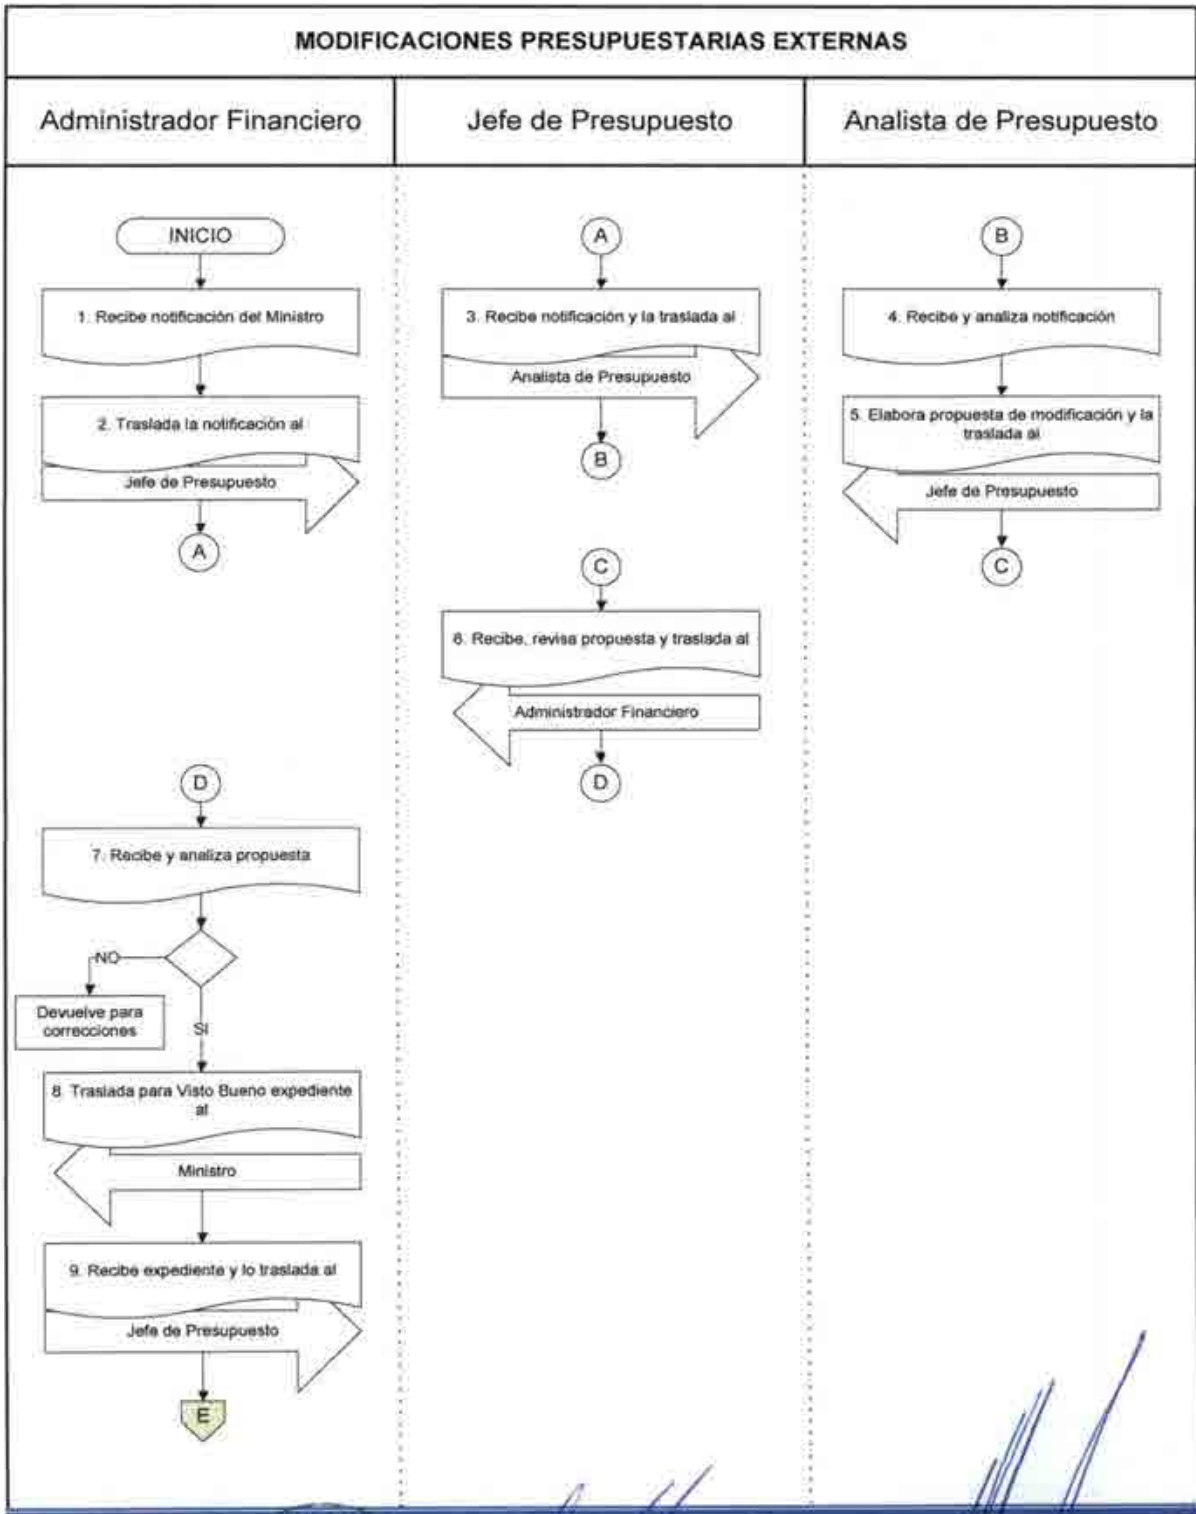 MODIFICACIONES PRESUPUESTARIAS EXTERNAS
Administrador Financiero
Jefe de Presupuesto
Analista de Presupuesto
INICIO
1. Recibe notificación del Ministro
2. Traslada la notificación al
Jefe de Presupuesto
A
A
3. Recibe notificación y la traslada al
Analista de Presupuesto
B
B
4. Recibe y analiza notificación
5. Elabora propuesta de modificación y la
traslada al
Jefe de Presupuesto
C
C
6. Recibe, revisa propuesta y traslada al
Administrador Financiero
D
D
7. Recibe y analiza propuesta
NO
Devuelve para
correcciones
SI
8. Traslada para Visto Bueno expediente
al
Ministro
9. Recibe expediente y lo traslada al
Jefe de Presupuesto
E